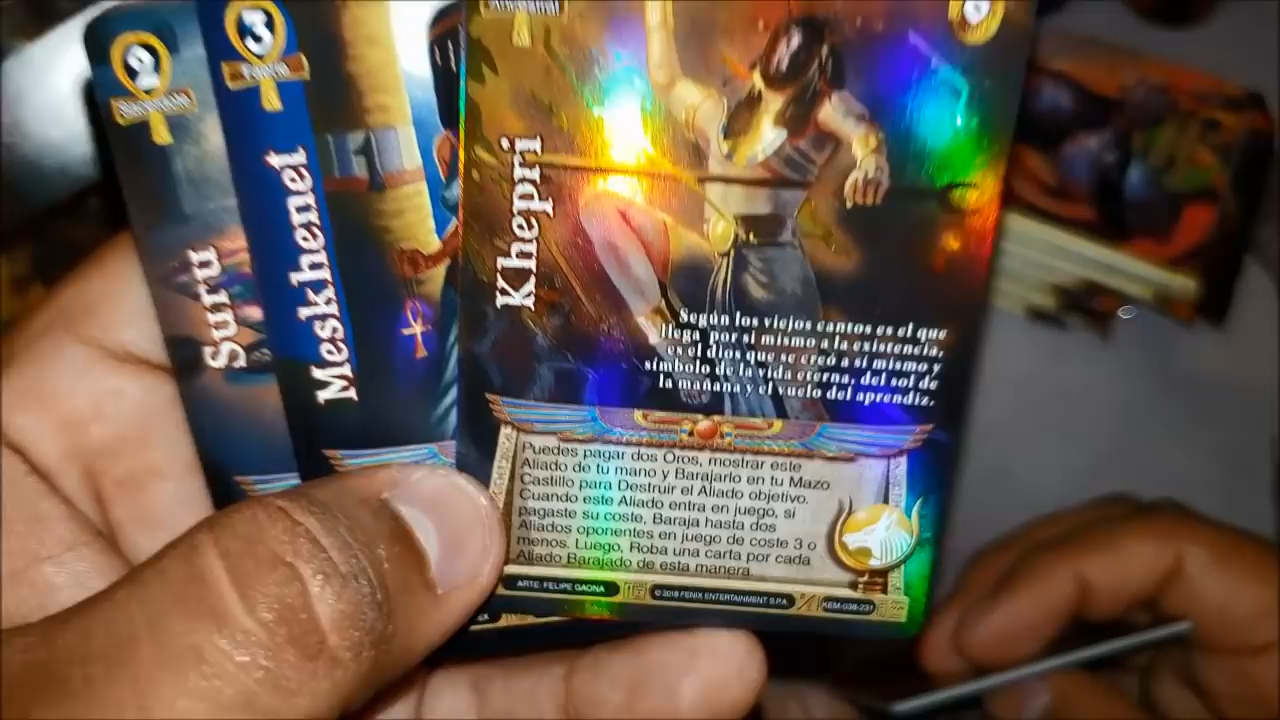 2
3
Suru
Meskhenet
Khepri
Según los viejos cantos es el que
llega por si mismo a la existencia,
es el dios que se creó a sí mismo y
símbolo de la vida eterna, del sol de
la mañana y el vuelo del aprendiz.
Puedes pagar dos Oros, mostrar este
Aliado de tu mano y Barajarlo en tu Mazo
Castillo para Destruir el Aliado objetivo.
Cuando este Aliado entra en juego, si
pagaste su coste, Baraja hasta dos
Aliados oponentes en juego de coste 3 o
menos. Luego, Roba una carta por cada
Aliado Barajado de esta manera.
ARTE: FELIPE GAONA
© 2018 FENIX ENTERTAINMENT S.P.A.
KEM-038-231